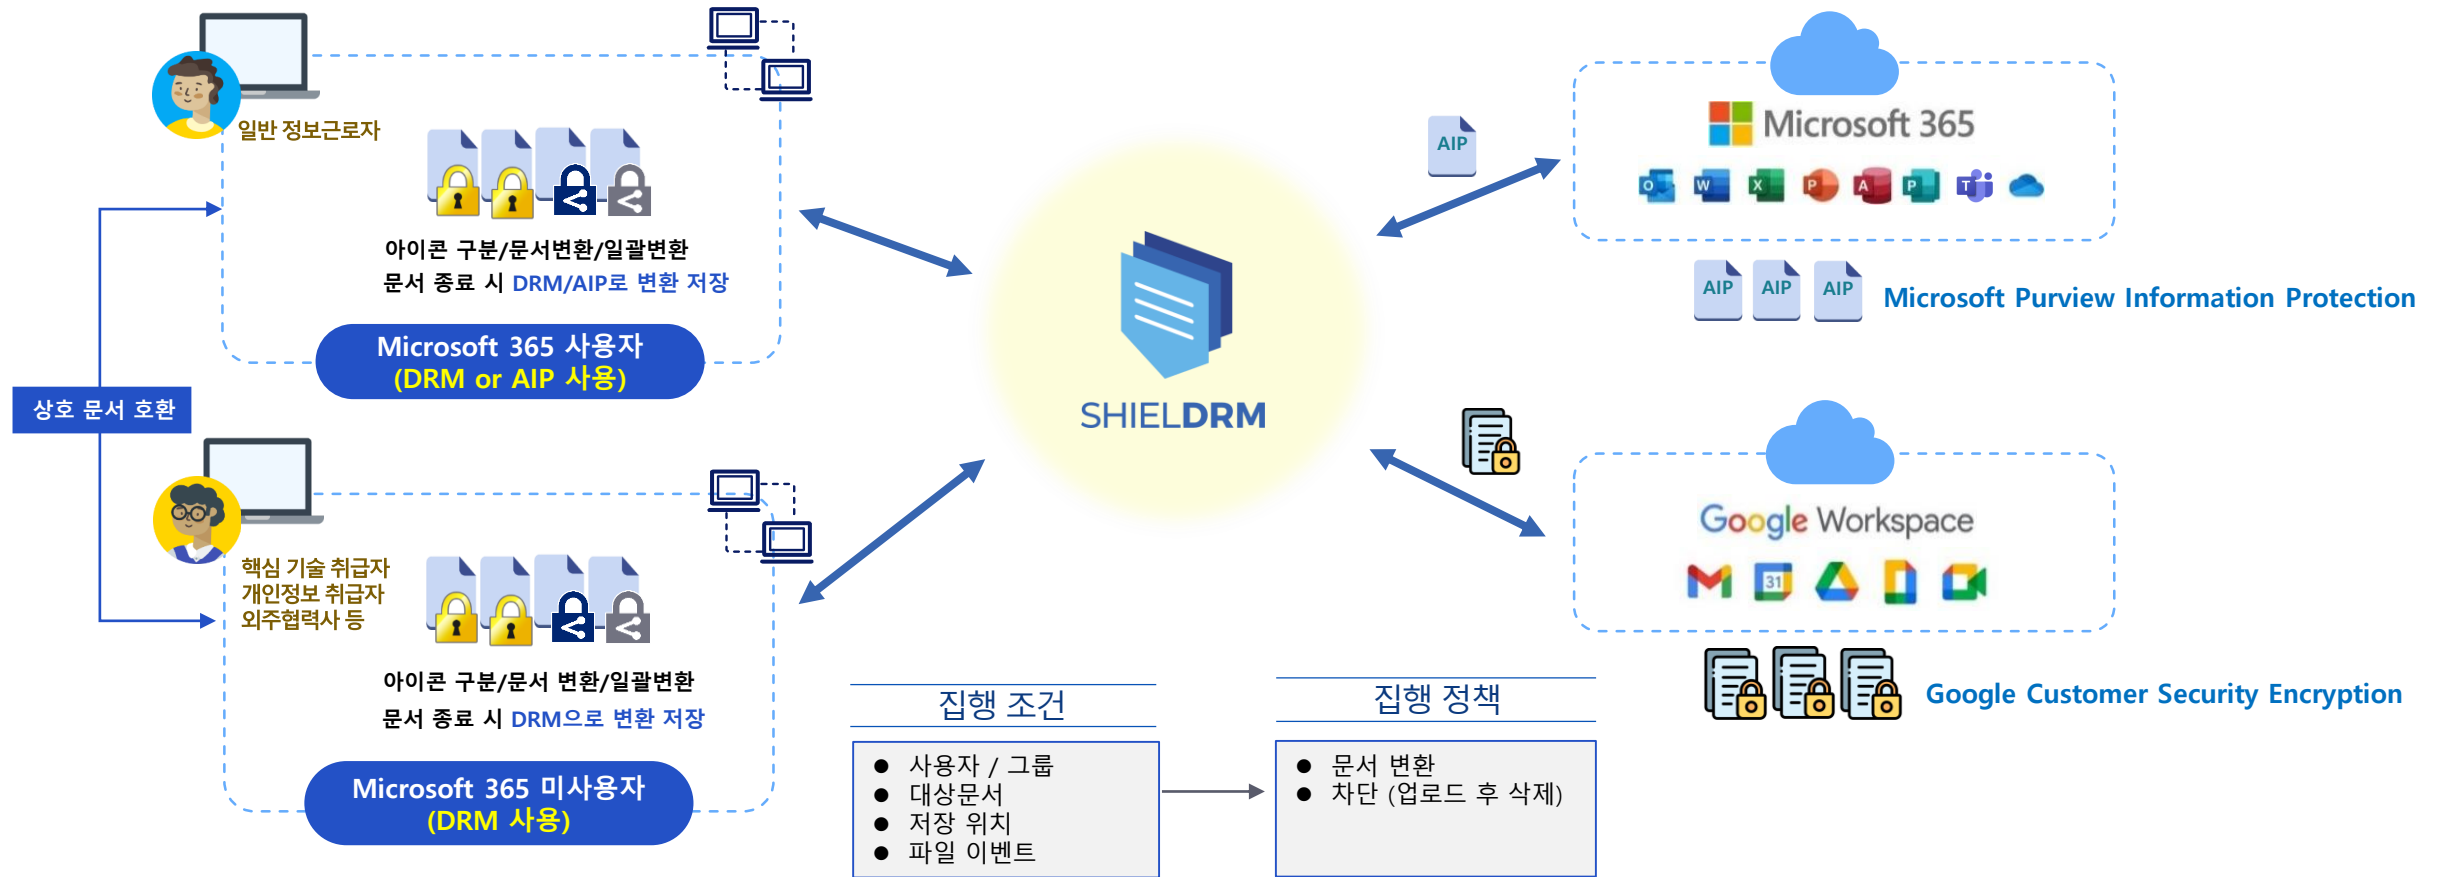 일반 정보근로자
아이콘 구분/문서변환/일괄변환
문서 종료 시 DRM/AIP로 변환 저장
Microsoft 365 사용자
(DRM or AIP 사용)
상호 문서 호환
핵심 기술 취급자
개인정보 취급자
외주협력사 등
아이콘 구분/문서 변환/일괄변환
문서 종료 시 DRM으로 변환 저장
Microsoft 365 미사용자
(DRM 사용)
SHIELDRM
집행 조건
● 사용자 / 그룹
● 대상문서
● 저장 위치
● 파일 이벤트
집행 정책
● 문서 변환
● 차단 (업로드 후 삭제)
AIP
Microsoft 365
O W X P A P T
AIP AIP AIP
Microsoft Purview Information Protection
Google Workspace
31
Google Customer Security Encryption